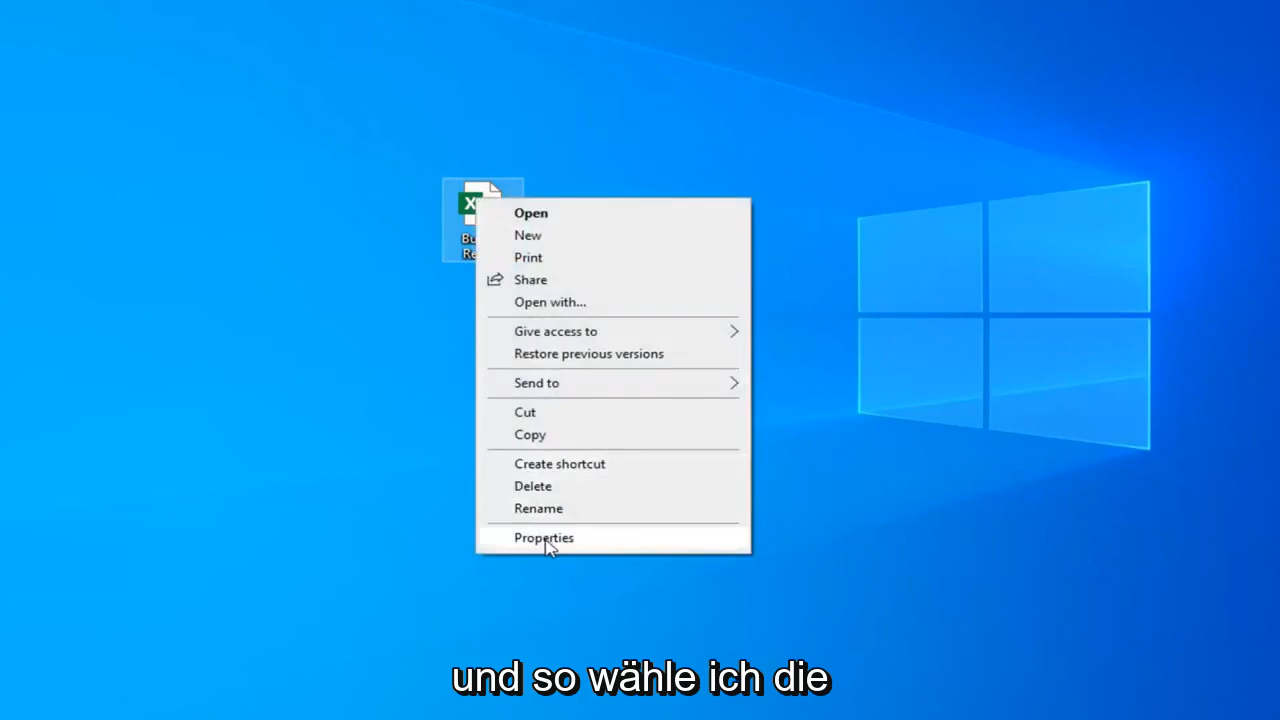 X
Open
New
Print
Share
Open with...
Give access to
Restore previous versions
Send to
Cut
Copy
Create shortcut
Delete
Rename
Properties
und so wähle ich die